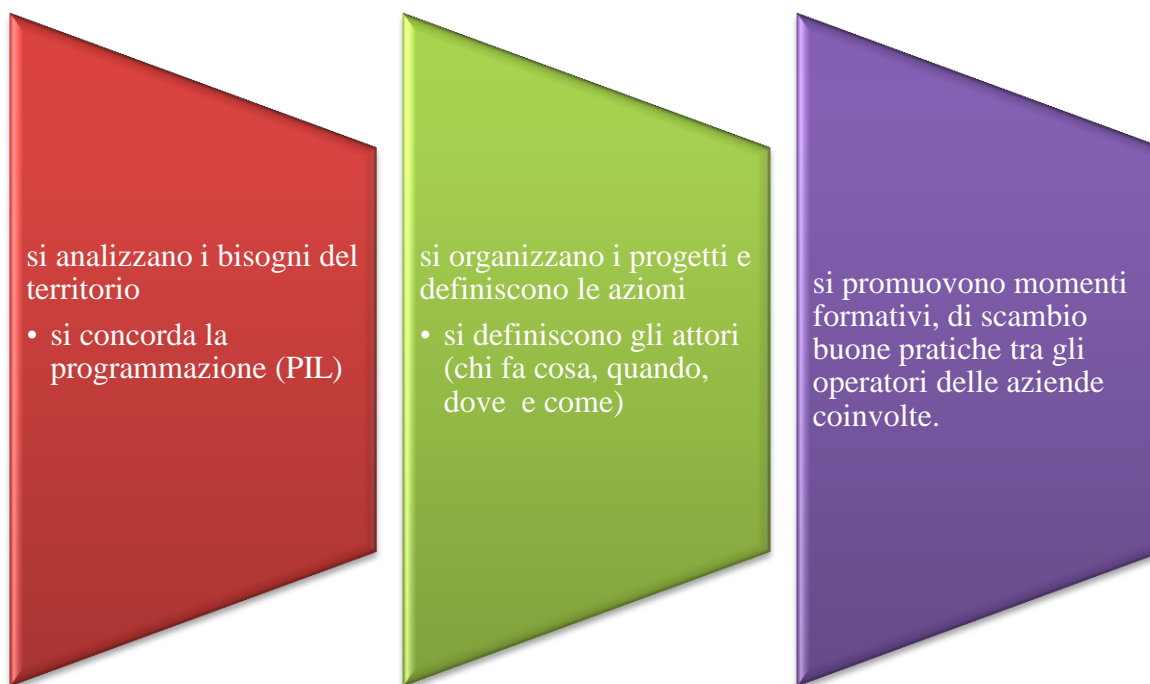 si analizzano i bisogni del
territorio
• si concorda la
programmazione (PIL)
si organizzano i progetti e
definiscono le azioni
• si definiscono gli attori
(chi fa cosa, quando,
dove e come)
si promuovono momenti
formativi, di scambio
buone pratiche tra gli
operatori delle aziende
coinvolte.